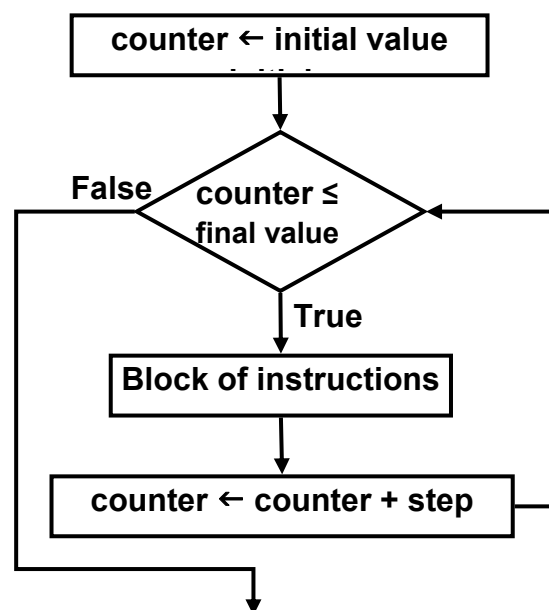 counter ← initial value
False
counter ≤
final value
True
Block of instructions
counter ← counter + step